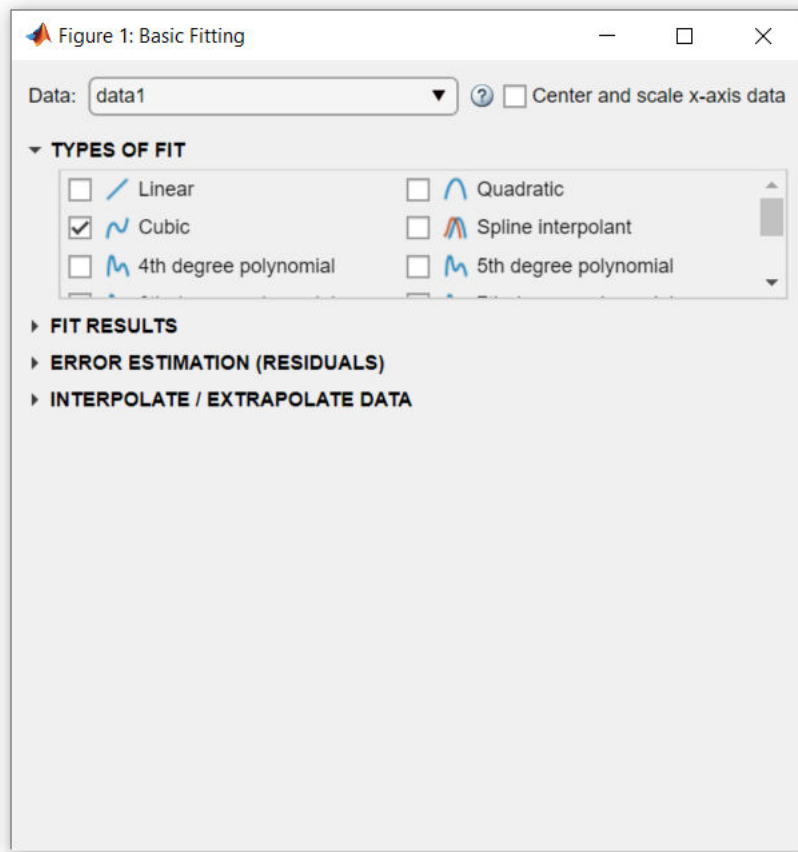 Figure 1: Basic Fitting
Data: data1 Center and scale x-axis data
TYPES OF FIT
Linear Quadratic
Cubic Spline interpolant
4th degree polynomial 5th degree polynomial
FIT RESULTS
ERROR ESTIMATION (RESIDUALS)
INTERPOLATE / EXTRAPOLATE DATA